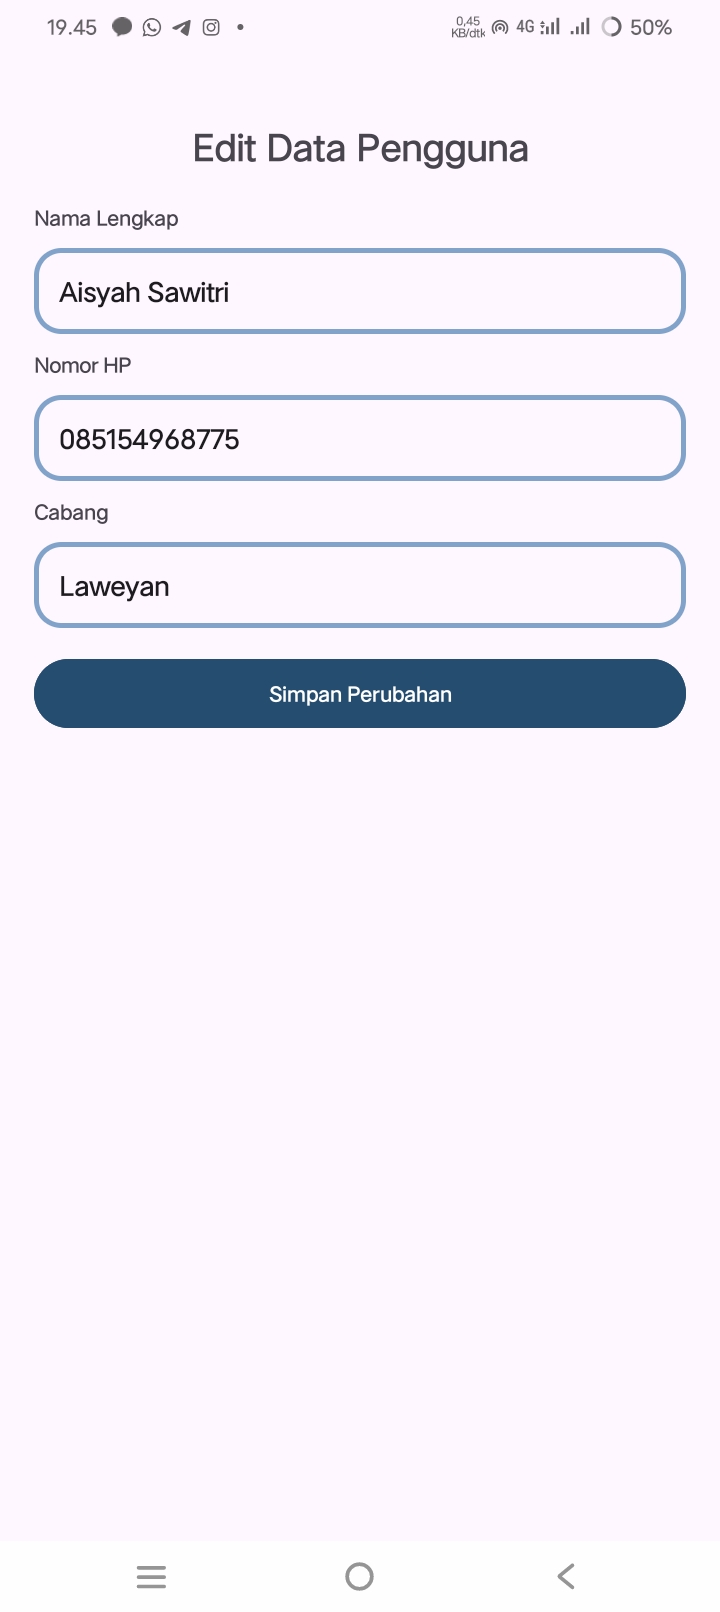 19.45
0,45
KB/dtk
4G
50%
Edit Data Pengguna
Nama Lengkap
Aisyah Sawitri
Nomor HP
085154968775
Cabang
Laweyan
Simpan Perubahan